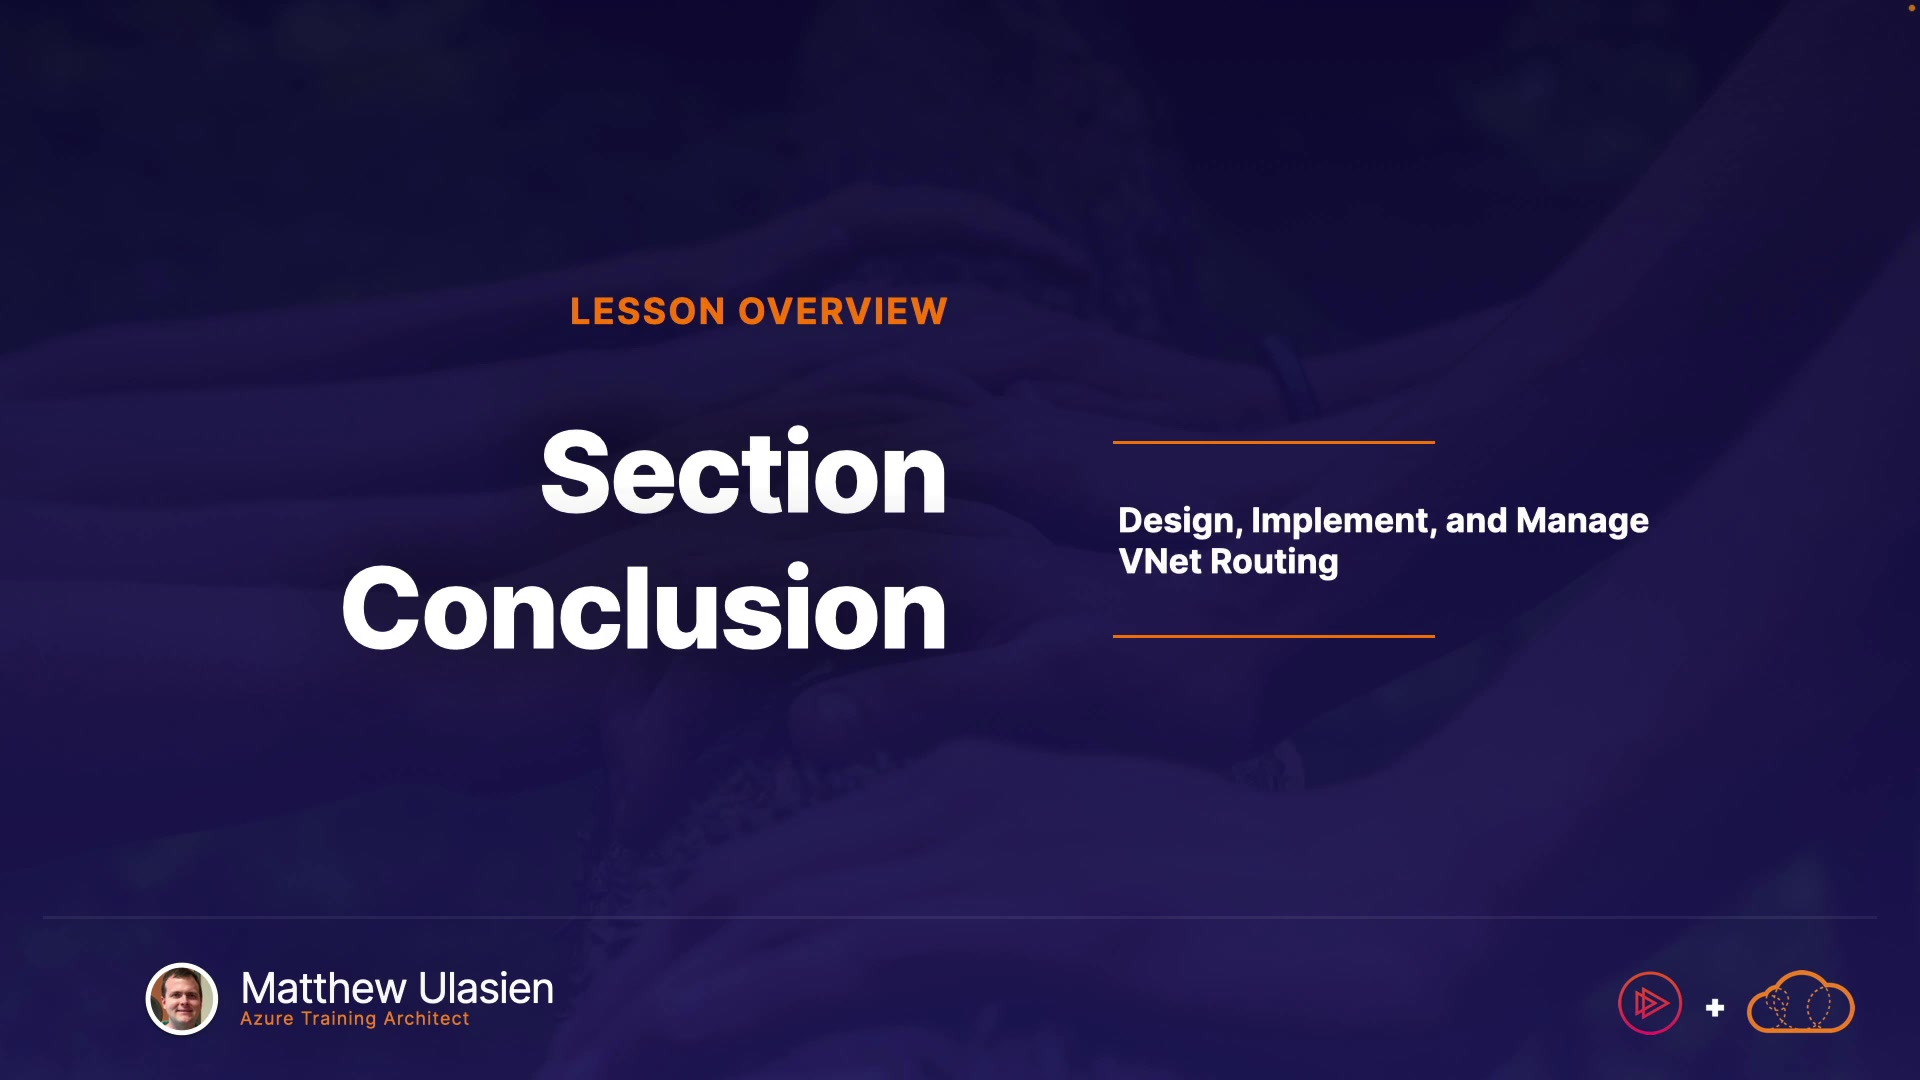 LESSON OVERVIEW
Section
Conclusion
Design, Implement, and Manage
VNet Routing
Matthew Ulasien
Azure Training Architect